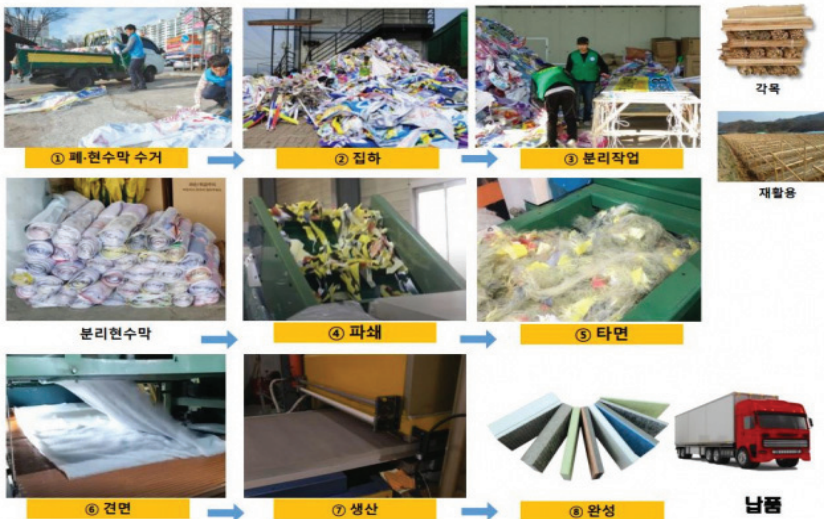 ① 폐·현수막 수거
② 집하
③ 분리작업
각목
재활용
분리현수막
④ 파쇄
⑤ 타면
⑥ 견면
⑦ 생산
⑧ 완성
납품